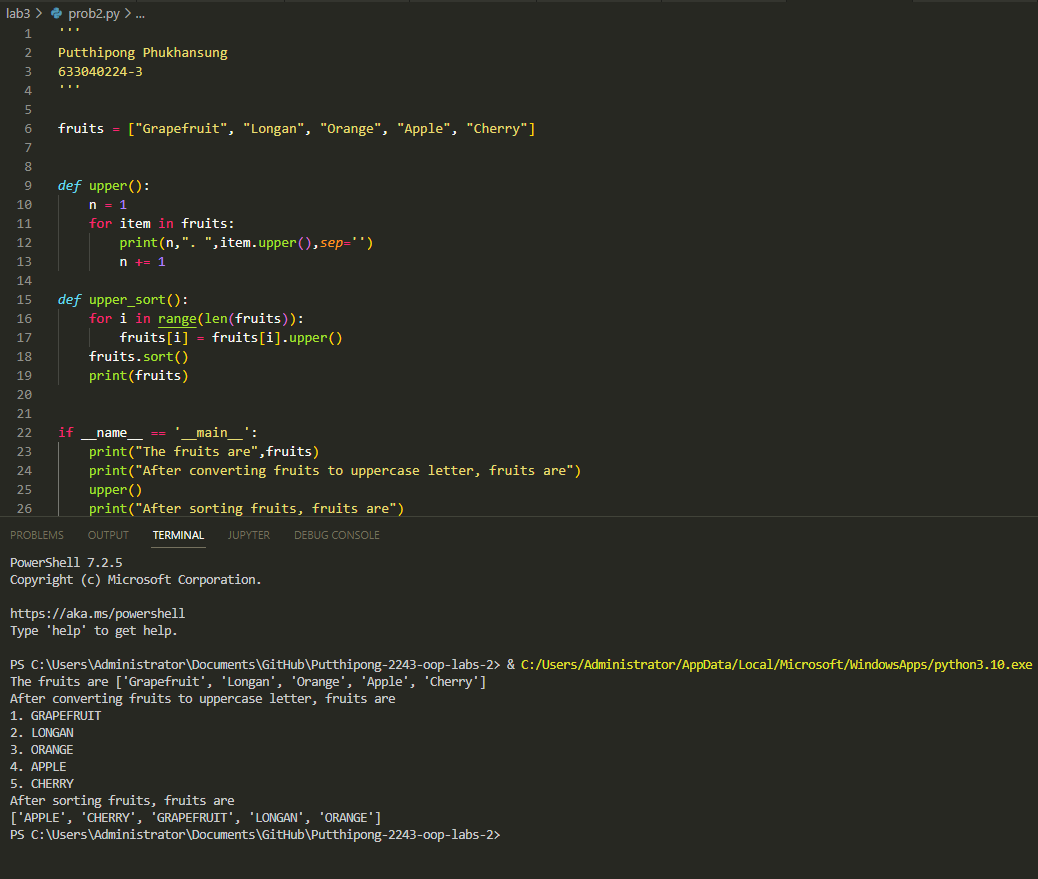 lab3 > prob2.py > ...
1 '''
2 Putthipong Phukhansung
3 633040224-3
4 '''
5
6 fruits = ["Grapefruit", "Longan", "Orange", "Apple", "Cherry"]
7
8
9 def upper():
10     n = 1
11     for item in fruits:
12         print(n,". ",item.upper(),sep='')
13         n += 1
14
15 def upper_sort():
16     for i in range(len(fruits)):
17         fruits[i] = fruits[i].upper()
18     fruits.sort()
19     print(fruits)
20
21
22 if __name__ == '__main__':
23     print("The fruits are",fruits)
24     print("After converting fruits to uppercase letter, fruits are")
25     upper()
26     print("After sorting fruits, fruits are")
PROBLEMS OUTPUT TERMINAL JUPYTER DEBUG CONSOLE
PowerShell 7.2.5
Copyright (c) Microsoft Corporation.

https://aka.ms/powershell
Type 'help' to get help.

PS C:\Users\Administrator\Documents\GitHub\Putthipong-2243-oop-labs-2> & C:/Users/Administrator/AppData/Local/Microsoft/WindowsApps/python3.10.exe
The fruits are ['Grapefruit', 'Longan', 'Orange', 'Apple', 'Cherry']
After converting fruits to uppercase letter, fruits are
1. GRAPEFRUIT
2. LONGAN
3. ORANGE
4. APPLE
5. CHERRY
After sorting fruits, fruits are
['APPLE', 'CHERRY', 'GRAPEFRUIT', 'LONGAN', 'ORANGE']
PS C:\Users\Administrator\Documents\GitHub\Putthipong-2243-oop-labs-2>